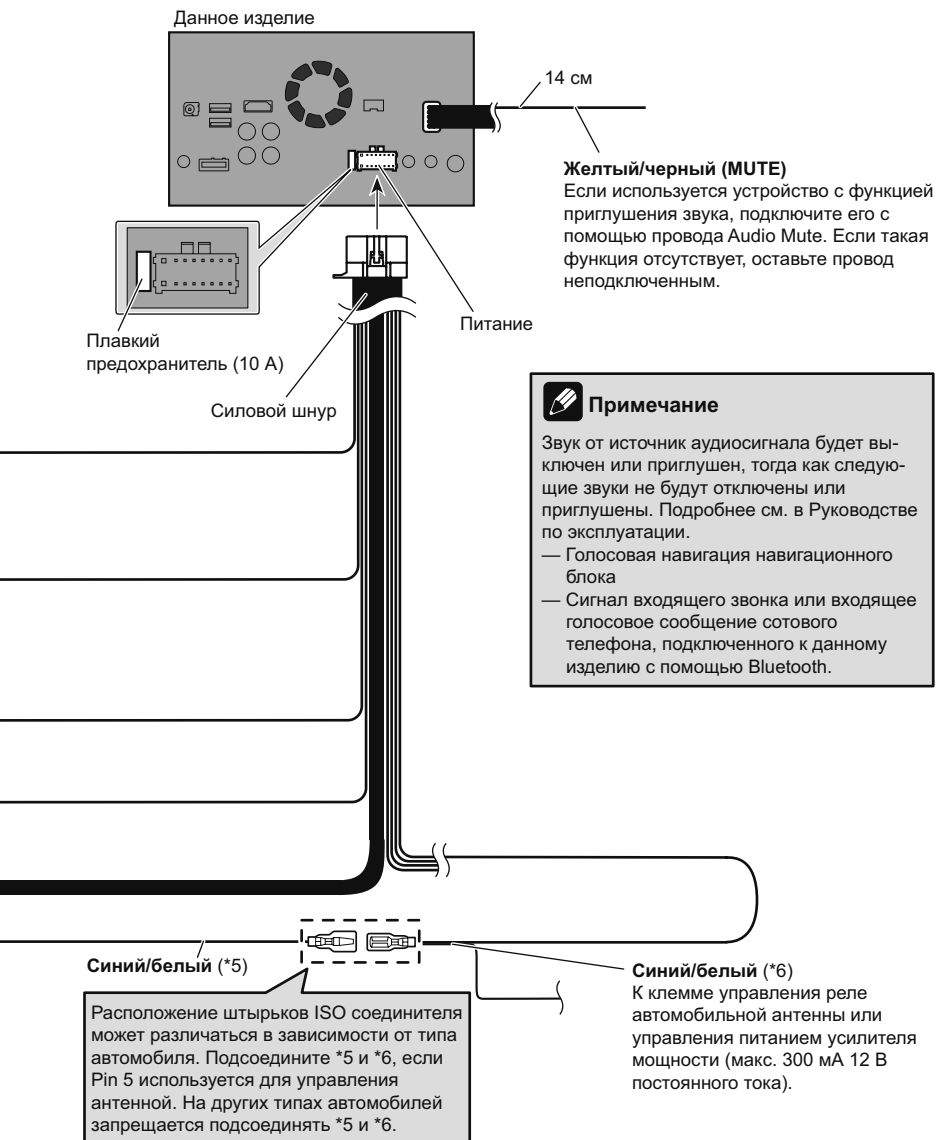 Данное изделие
14 см
Желтый/черный (MUTE)
Если используется устройство с функцией
приглушения звука, подключите его с
помощью провода Audio Mute. Если такая
функция отсутствует, оставьте провод
неподключенным.
Питание
Плавкий
предохранитель (10 А)
Силовой шнур
Примечание
Звук от источник аудиосигнала будет вы-
ключен или приглушен, тогда как следую-
щие звуки не будут отключены или
приглушены. Подробнее см. в Руководстве
по эксплуатации.
— Голосовая навигация навигационного
блока
— Сигнал входящего звонка или входящее
голосовое сообщение сотового
телефона, подключенного к данному
изделию с помощью Bluetooth.
Синий/белый (*5)
Расположение штырьков ISO соединителя
может различаться в зависимости от типа
автомобиля. Подсоедините *5 и *6, если
Pin 5 используется для управления
антенной. На других типах автомобилей
запрещается подсоединять *5 и *6.
Синий/белый (*6)
К клемме управления реле
автомобильной антенны или
управления питанием усилителя
мощности (макс. 300 мА 12 В
постоянного тока).